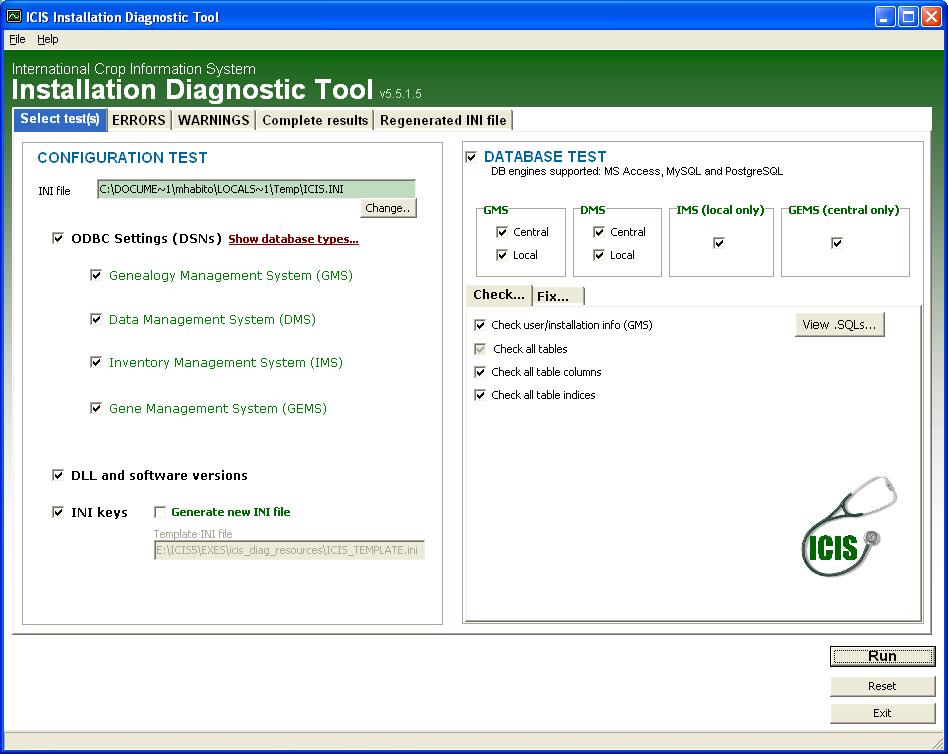 ICIS Installation Diagnostic Tool
File Help
International Crop Information System
Installation Diagnostic Tool v5.5.1.5
Select test(s) ERRORS WARNINGS Complete results Regenerated INI file
CONFIGURATION TEST
INI file C:\DOCUME~1\mhabito\LOCALS~1\Temp\ICIS.INI
Change..
ODBC Settings (DSNs) Show database types...
Genealogy Management System (GMS)
Data Management System (DMS)
Inventory Management System (IMS)
Gene Management System (GEMS)
DLL and software versions
INI keys Generate new INI file
Template INI file
E:\ICIS5\EXES\icis_diag_resources\ICIS_TEMPLATE.ini
DATABASE TEST
DB engines supported: MS Access, MySQL and PostgreSQL
GMS DMS IMS (local only) GEMS (central only)
Central Central
Local Local
Check... Fix...
Check user/installation info (GMS) View .SQLs...
Check all tables
Check all table columns
Check all table indices
ICIS
Run
Reset
Exit